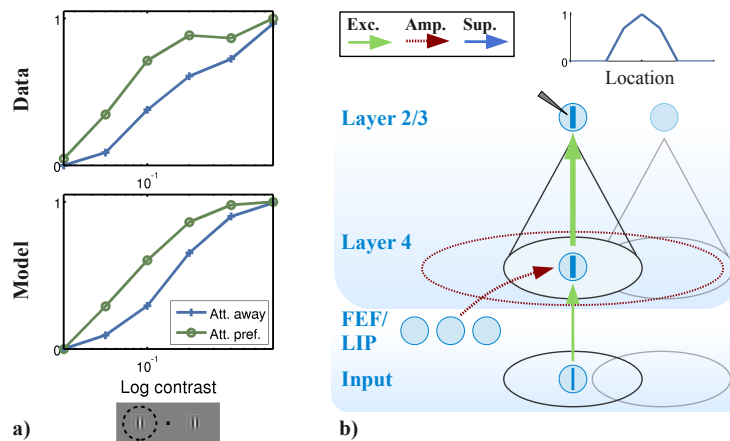 1
Data
0
10⁻¹
1
Model
Att. away
Att. pref.
0
10⁻¹
Log contrast
a)
Exc. Amp. Sup.
1
0 0
Location
Layer 2/3
Layer 4
FEF/
LIP
Input
b)